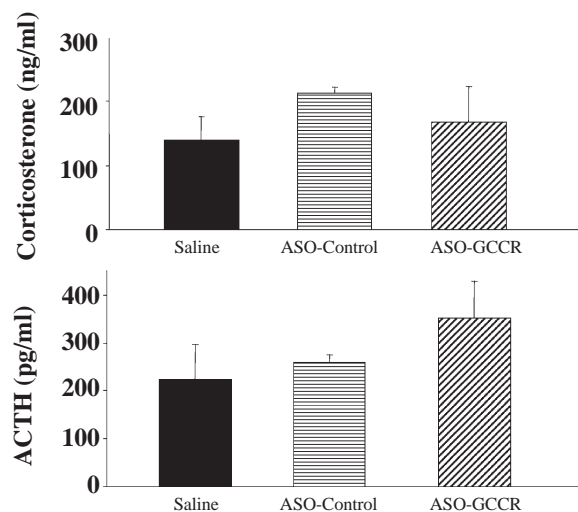 Corticosterone (ng/ml)
300
200
100
0
Saline ASO-Control ASO-GCCR
ACTH (pg/ml)
400
300
200
100
0
Saline ASO-Control ASO-GCCR